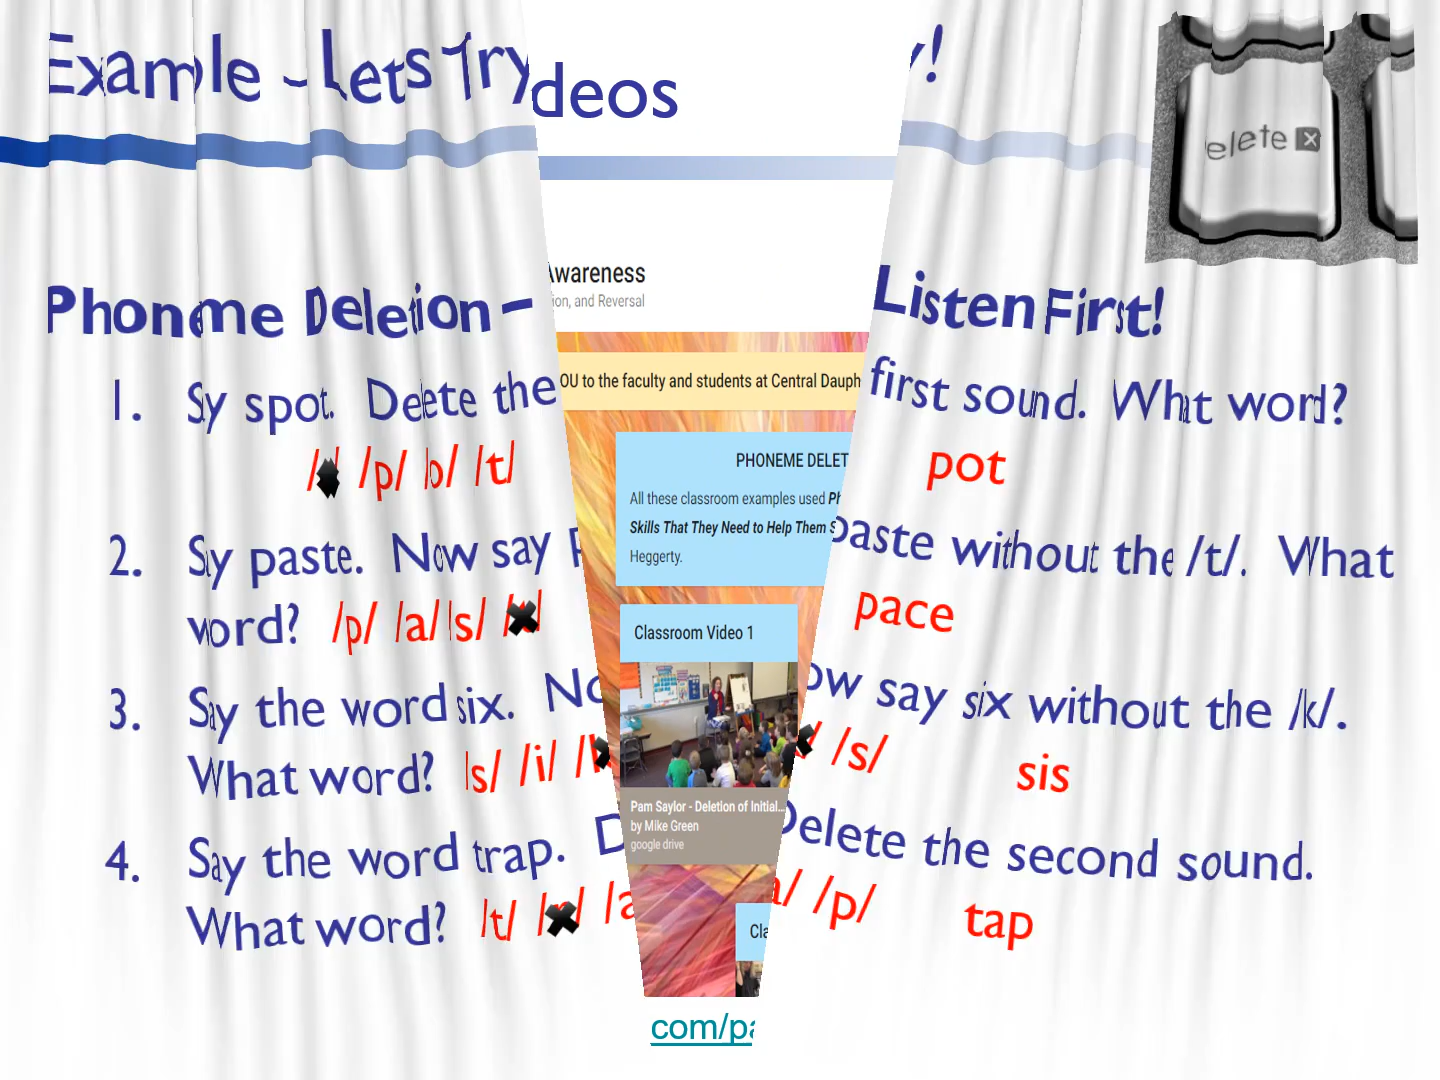 Example - Let's Try
deos
y!
elete
Awareness
ion, and Reversal
Phoneme Deletion – Listen First!
OU to the faculty and students at Central Dauph
1. Say spot. Delete the first sound. What word?
/p/ /o/ /t/ pot
PHONEME DELET
All these classroom examples used Ph
Skills That They Need to Help Them S
Heggerty.
2. Say paste. Now say paste without the /t/. What
word? /p/ /a/ /s/ pace
Classroom Video 1
3. Say the word six. Now say six without the /k/.
What word? /s/ /i/ /k/ /s/ sis
Pam Saylor - Deletion of Initial...
by Mike Green
google drive
4. Say the word trap. Delete the second sound.
What word? /t/ /r/ /a/ /p/ tap
Cla
com/pa